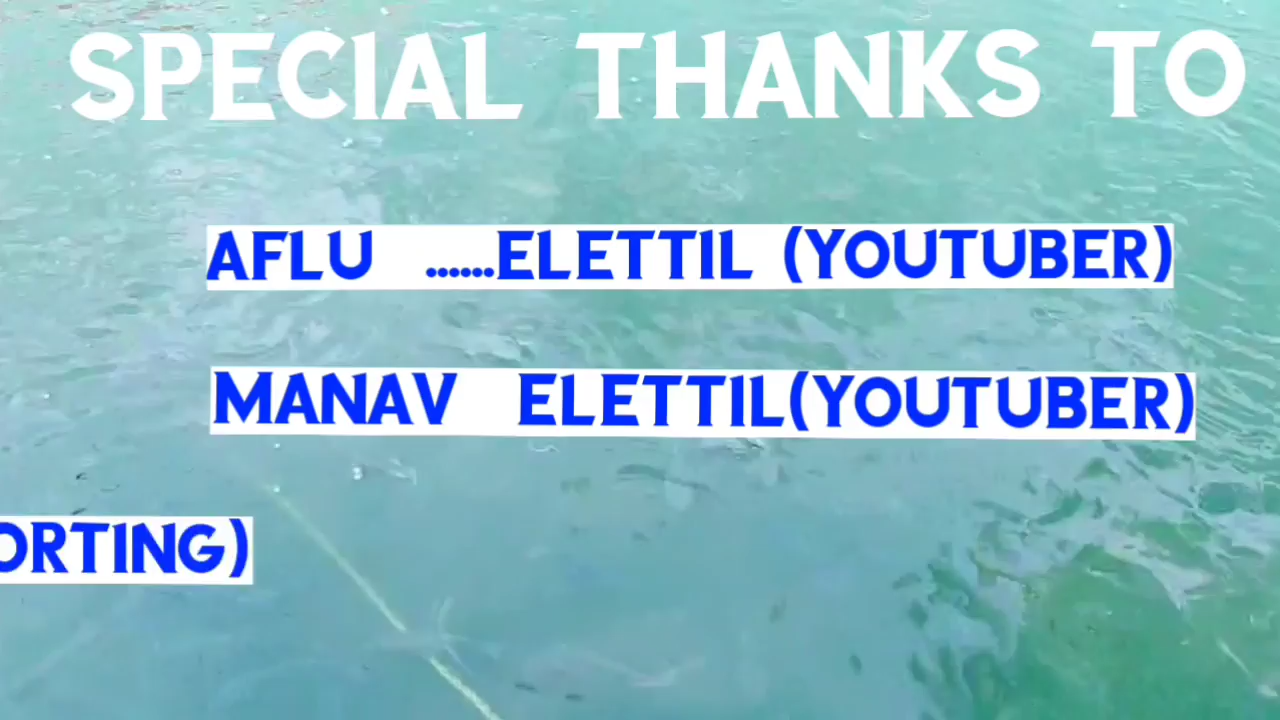 SPECIAL THANKS TO
AFLU ......ELETTIL (YOUTUBER)
MANAV ELETTIL(YOUTUBER)
ORTING)